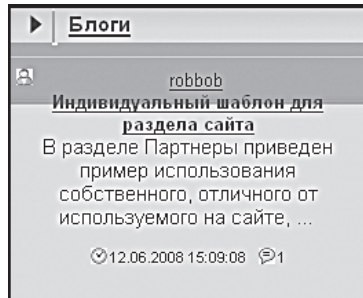 Блоги
robbob
Индивидуальный шаблон для
раздела сайта
В разделе Партнеры приведен
пример использования
собственного, отличного от
используемого на сайте, ...
12.06.2008 15:09:08 1